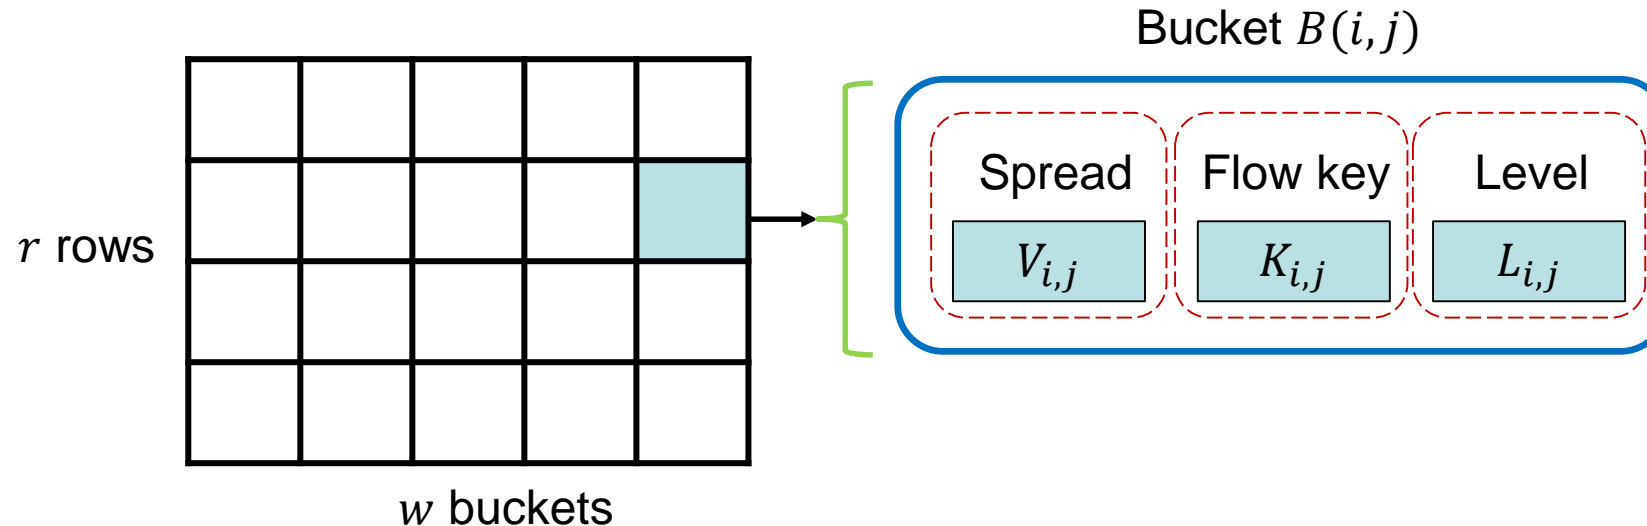 Bucket B(i, j)
Spread
Flow key
Level
V_{i,j}
K_{i,j}
L_{i,j}
r rows
w buckets